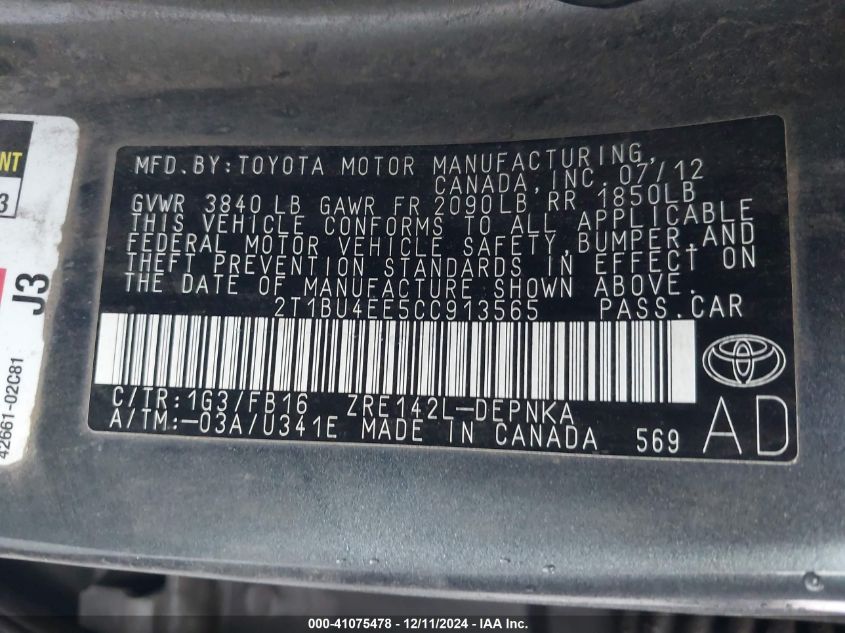 NT
3
J3
42661-02C81
MFD.BY:TOYOTA MOTOR MANUFACTURING,
CANADA,INC.07/12
GVWR 3840 LB GAWR FR 2090LB RR 1850LB
THIS VEHICLE CONFORMS TO ALL APPLICABLE
FEDERAL MOTOR VEHICLE SAFETY,BUMPER,AND
THEFT PREVENTION STANDARDS IN EFFECT ON
THE DATE OF MANUFACTURE SHOWN ABOVE.
2T1BU4EE5CC913565 PASS.CAR
C/TR:1G3/FB16 ZRE142L-DEPNKA
A/TM:-03A/U341E MADE IN CANADA 569
AD
000-41075478 - 12/11/2024 - IAA Inc.